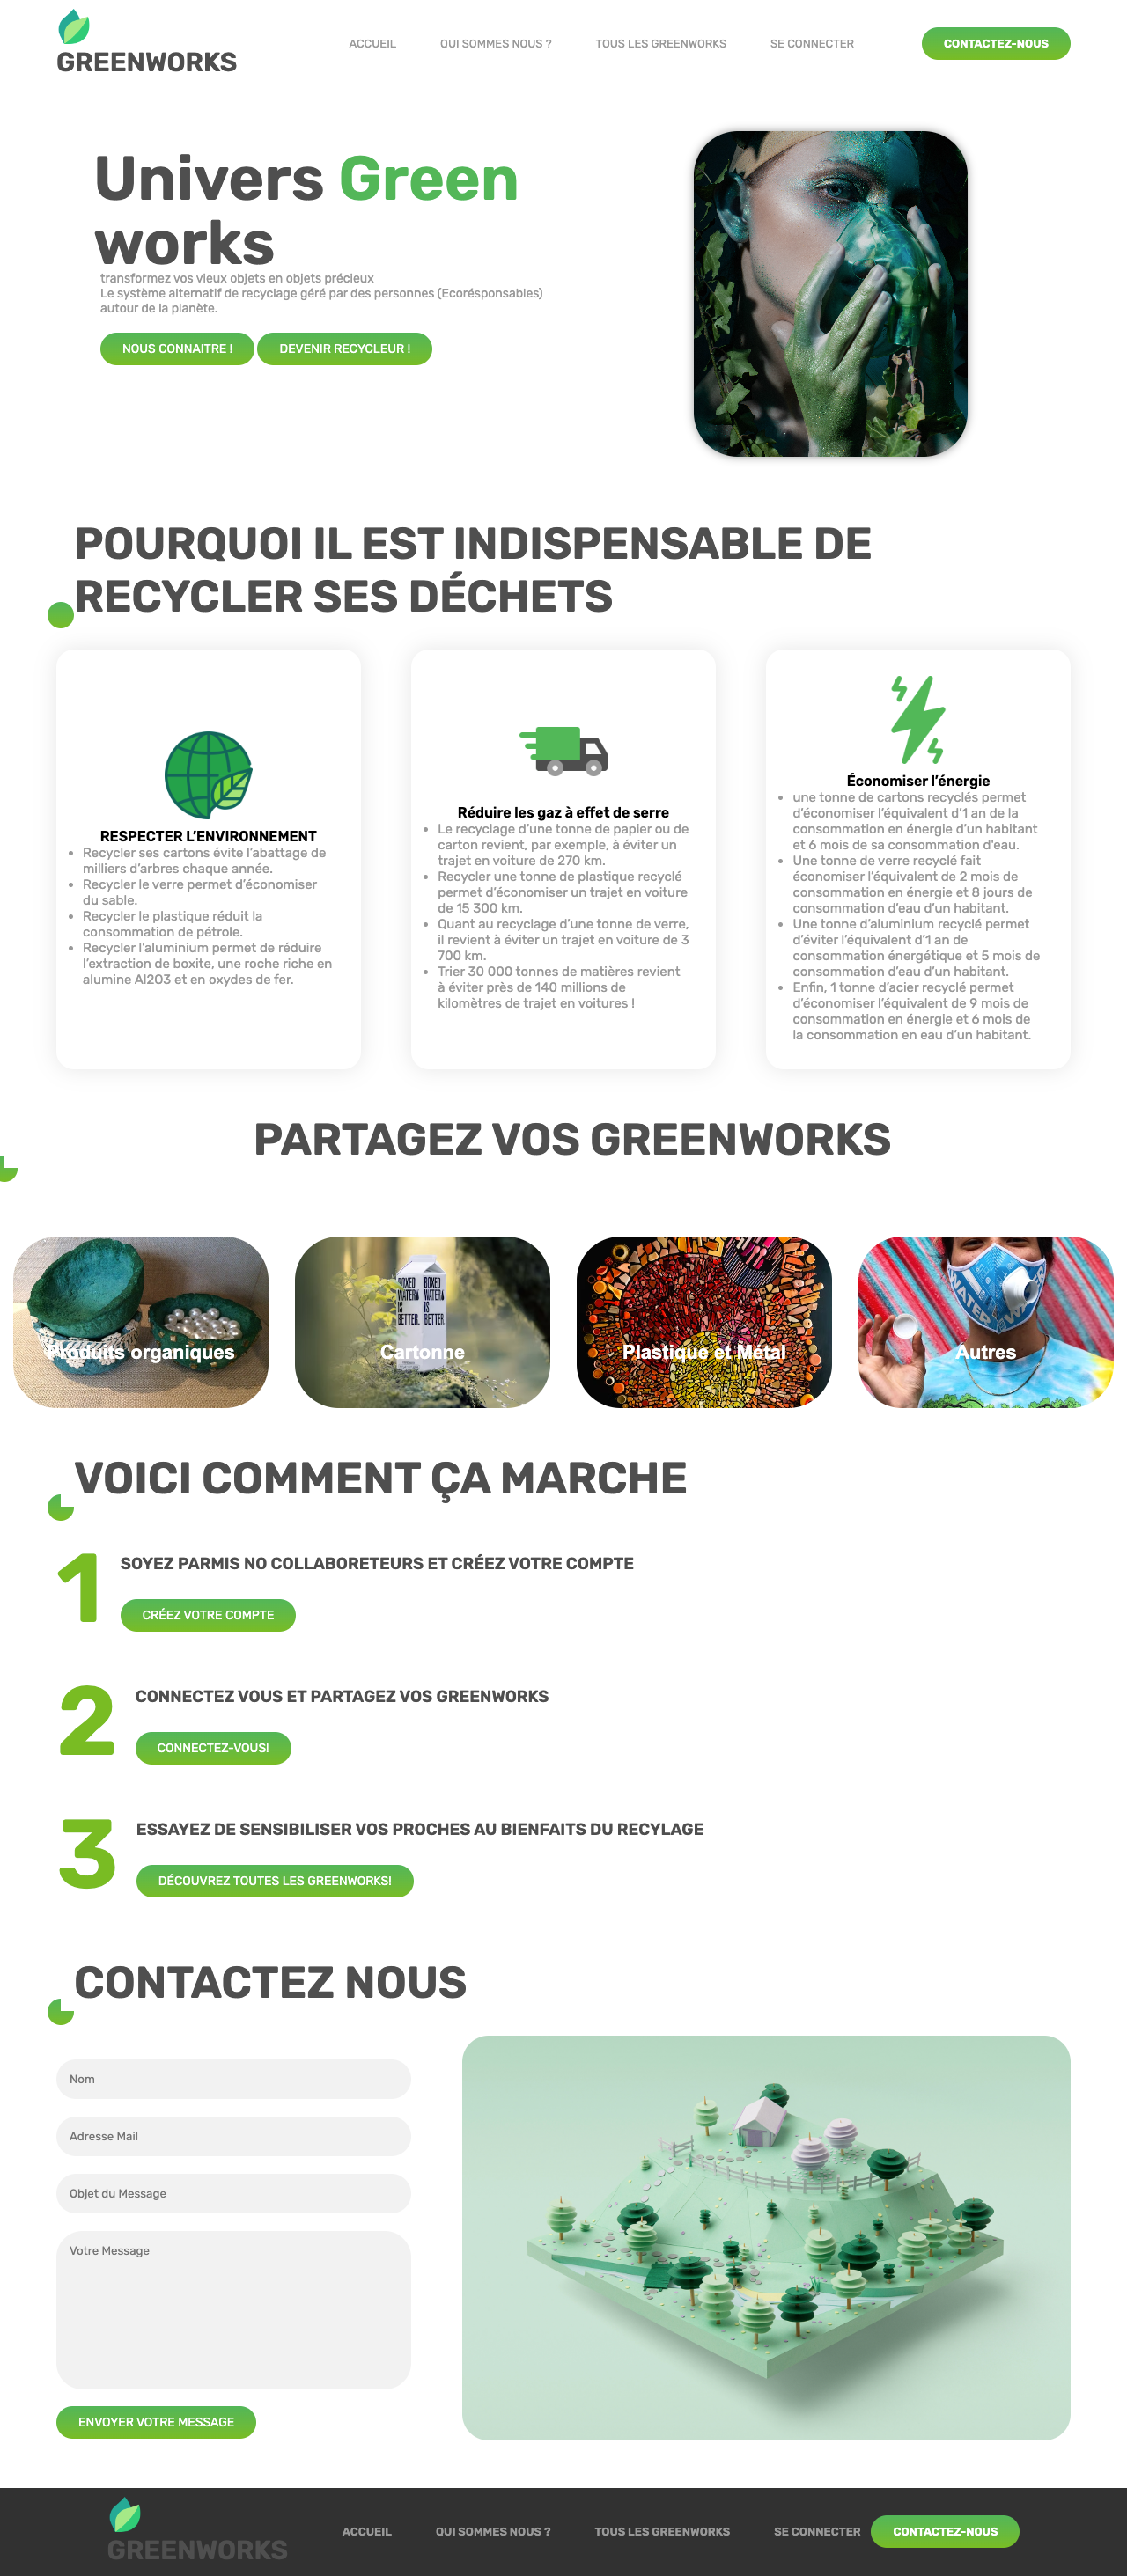 GREENWORKS
ACCUEIL
QUI SOMMES NOUS ?
TOUS LES GREENWORKS
SE CONNECTER
CONTACTEZ-NOUS
Univers Green
works
transformez vos vieux objets en objets précieux
Le système alternatif de recyclage géré par des personnes (Ecorésponsables)
autour de la planète.
NOUS CONNAITRE !
DEVENIR RECYCLEUR !
POURQUOI IL EST INDISPENSABLE DE
RECYCLER SES DÉCHETS
RESPECTER L’ENVIRONNEMENT
• Recycler ses cartons évite l’abattage de
milliers d’arbres chaque année.
• Recycler le verre permet d’économiser
du sable.
• Recycler le plastique réduit la
consommation de pétrole.
• Recycler l’aluminium permet de réduire
l’extraction de boxite, une roche riche en
alumine Al2O3 et en oxydes de fer.
Réduire les gaz à effet de serre
• Le recyclage d’une tonne de papier ou de
carton revient, par exemple, à éviter un
trajet en voiture de 270 km.
• Recycler une tonne de plastique recyclé
permet d’économiser un trajet en voiture
de 15 300 km.
• Quant au recyclage d’une tonne de verre,
il revient à éviter un trajet en voiture de 3
700 km.
• Trier 30 000 tonnes de matières revient
à éviter près de 140 millions de
kilomètres de trajet en voitures !
Économiser l’énergie
• une tonne de cartons recyclés permet
d’économiser l’équivalent d’1 an de la
consommation en énergie d’un habitant
et 6 mois de sa consommation d’eau.
• Une tonne de verre recyclé fait
économiser l’équivalent de 2 mois de
consommation en énergie et 8 jours de
consommation d’eau d’un habitant.
• Une tonne d’aluminium recyclé permet
d’éviter l’équivalent d’1 an de
consommation énergétique et 5 mois de
consommation d’eau d’un habitant.
• Enfin, 1 tonne d’acier recyclé permet
d’économiser l’équivalent de 9 mois de
consommation en énergie et 6 mois de
la consommation en eau d’un habitant.
PARTAGEZ VOS GREENWORKS
Produits organiques
BOXED BOXED
WATER WATER
IS IS
BETTER. BETTER
Cartonne
Plastique et Métal
WATER
Autres
VOICI COMMENT ÇA MARCHE
1
SOYEZ PARMIS NO COLLABORETEURS ET CRÉEZ VOTRE COMPTE
CRÉEZ VOTRE COMPTE
2
CONNECTEZ VOUS ET PARTAGEZ VOS GREENWORKS
CONNECTEZ-VOUS!
3
ESSAYEZ DE SENSIBILISER VOS PROCHES AU BIENFAITS DU RECYLAGE
DÉCOUVREZ TOUTES LES GREENWORKS!
CONTACTEZ NOUS
Nom
Adresse Mail
Objet du Message
Votre Message
ENVOYER VOTRE MESSAGE
GREENWORKS
ACCUEIL
QUI SOMMES NOUS ?
TOUS LES GREENWORKS
SE CONNECTER
CONTACTEZ-NOUS